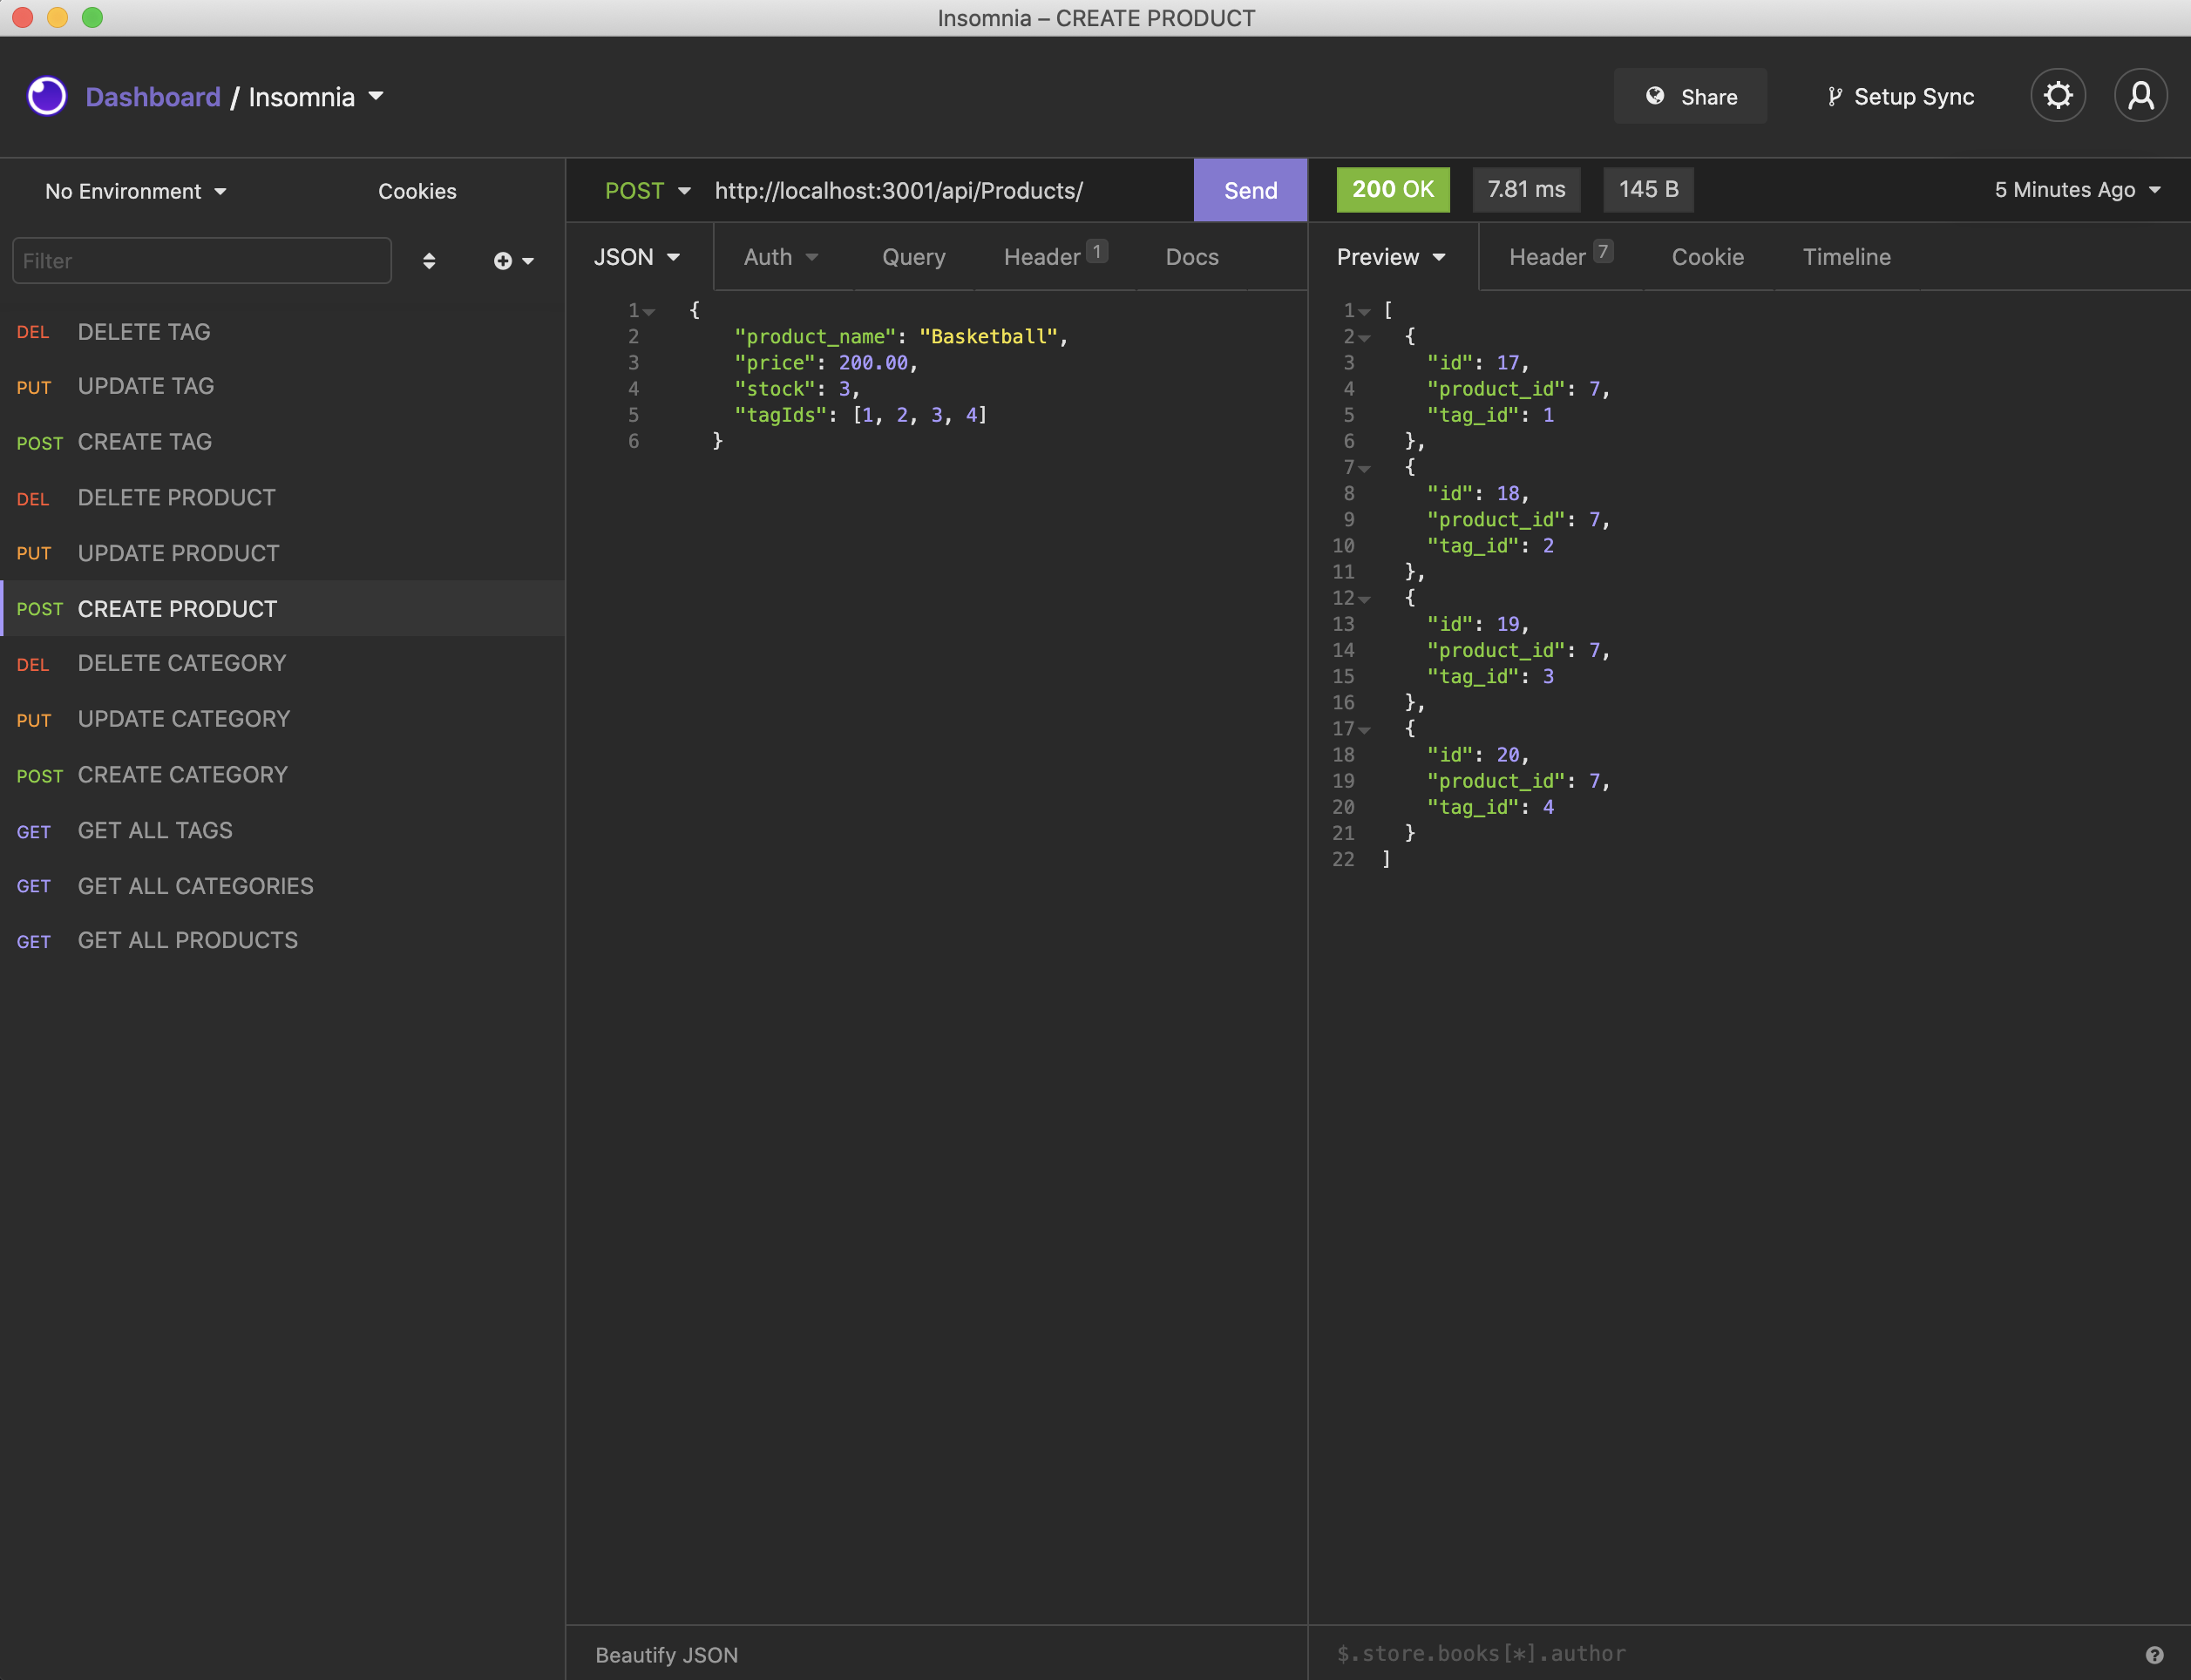 Insomnia – CREATE PRODUCT
Dashboard / Insomnia
Share
Setup Sync
No Environment
Cookies
Filter
DEL DELETE TAG
PUT UPDATE TAG
POST CREATE TAG
DEL DELETE PRODUCT
PUT UPDATE PRODUCT
POST CREATE PRODUCT
DEL DELETE CATEGORY
PUT UPDATE CATEGORY
POST CREATE CATEGORY
GET GET ALL TAGS
GET GET ALL CATEGORIES
GET GET ALL PRODUCTS
POST http://localhost:3001/api/Products/ Send
JSON Auth Query Header 1 Docs
1 {
2 "product_name": "Basketball",
3 "price": 200.00,
4 "stock": 3,
5 "tagIds": [1, 2, 3, 4]
6 }
Beautify JSON
200 OK 7.81 ms 145 B 5 Minutes Ago
Preview Header 7 Cookie Timeline
1 [
2 {
3 "id": 17,
4 "product_id": 7,
5 "tag_id": 1
6 },
7 {
8 "id": 18,
9 "product_id": 7,
10 "tag_id": 2
11 },
12 {
13 "id": 19,
14 "product_id": 7,
15 "tag_id": 3
16 },
17 {
18 "id": 20,
19 "product_id": 7,
20 "tag_id": 4
21 }
22 ]
$.store.books[*].author
?